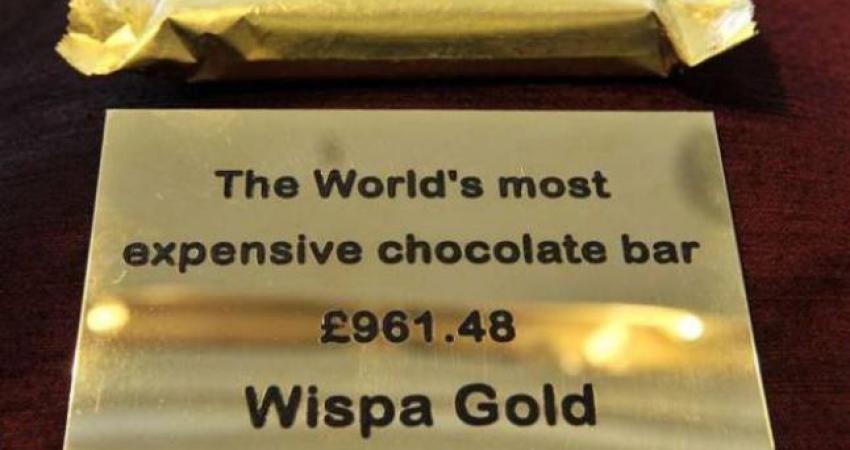 The World's most
expensive chocolate bar
£961.48
Wispa Gold